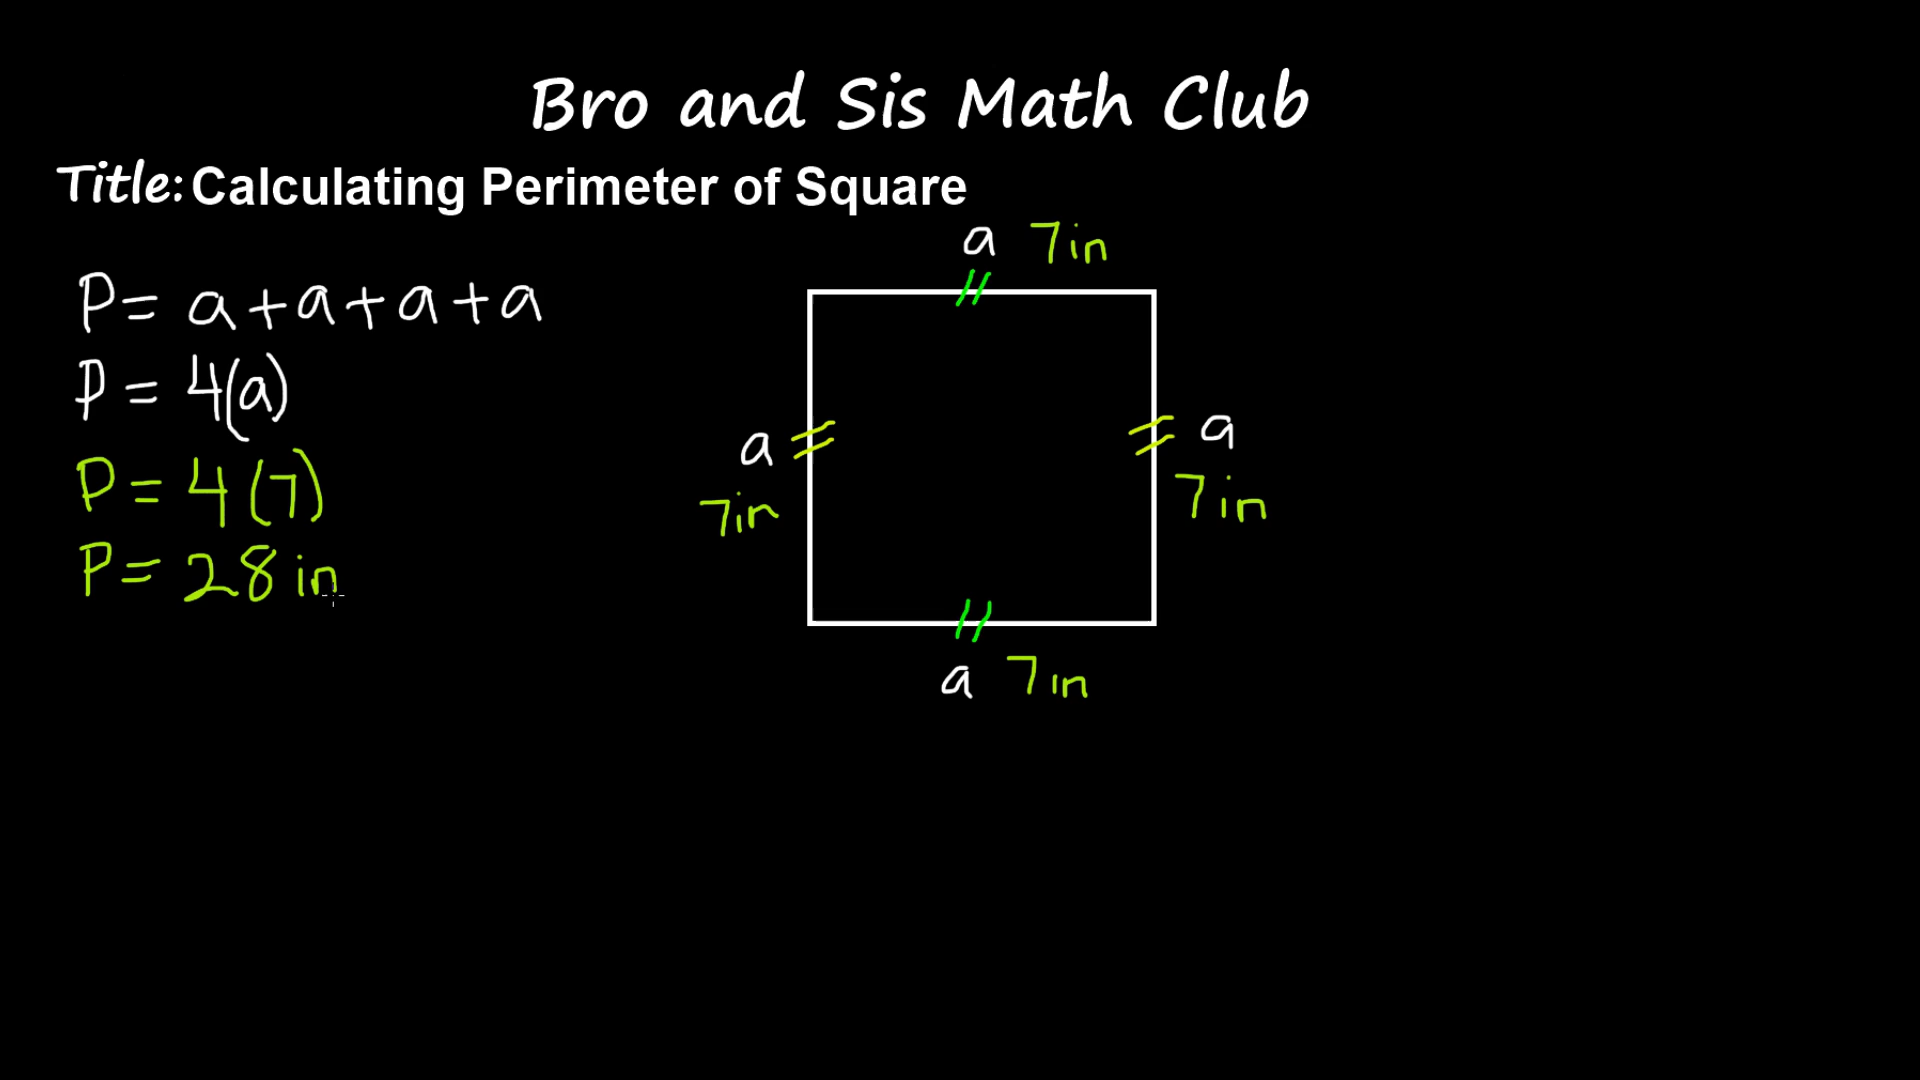 Bro and Sis Math Club
Title: Calculating Perimeter of Square
P= a+a+a+a
P = 4(a)
P = 4(7)
P= 28 in
a 7in
a
7in
a
7in
a 7in